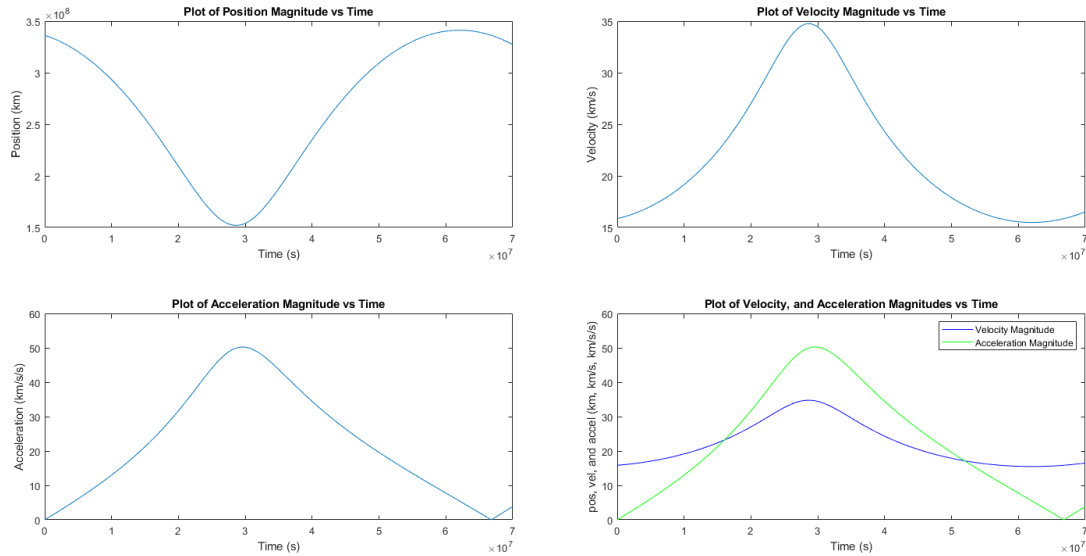 Plot of Position Magnitude vs Time
×10^8
3.5
3
2.5
2
1.5
Position (km)
0 1 2 3 4 5 6 7
Time (s)
×10^7
Plot of Velocity Magnitude vs Time
35
30
25
20
15
Velocity (km/s)
0 1 2 3 4 5 6 7
Time (s)
×10^7
Plot of Acceleration Magnitude vs Time
60
50
40
30
20
10
0
Acceleration (km/s/s)
0 1 2 3 4 5 6 7
Time (s)
×10^7
Plot of Velocity, and Acceleration Magnitudes vs Time
60
50
40
30
20
10
0
pos, vel, and accel (km, km/s, km/s/s)
Velocity Magnitude
Acceleration Magnitude
0 1 2 3 4 5 6 7
Time (s)
×10^7